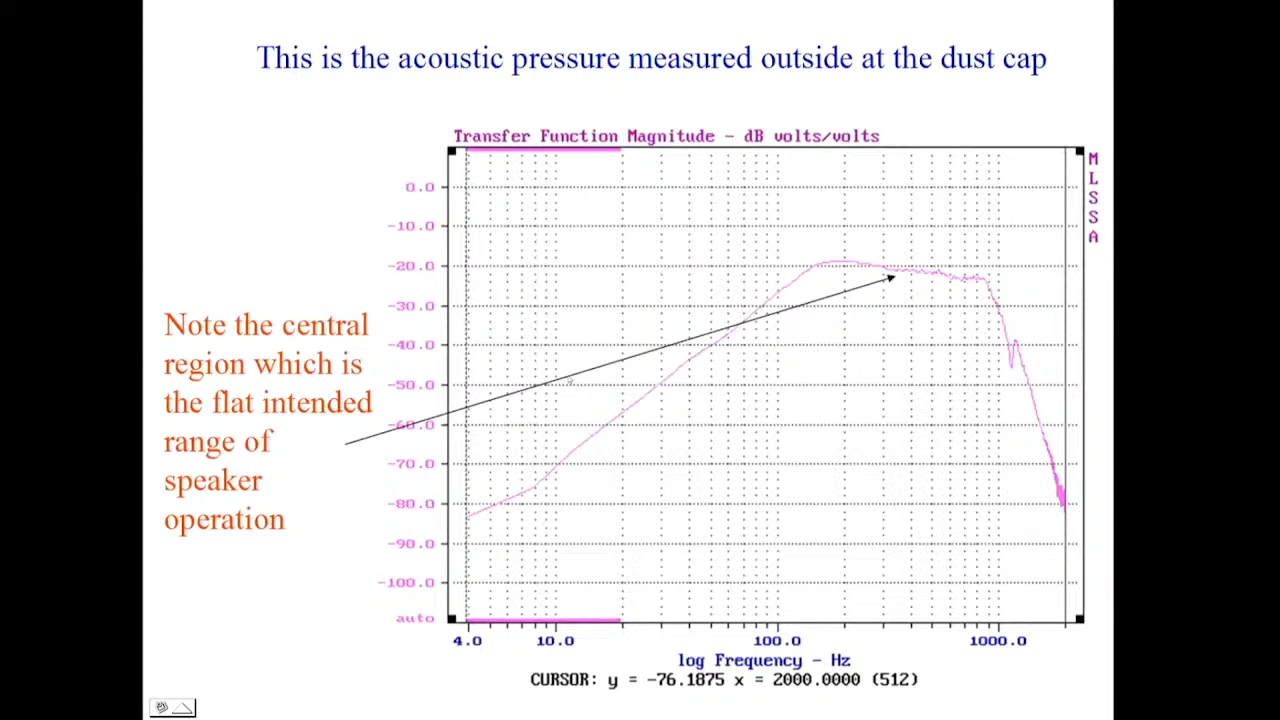 This is the acoustic pressure measured outside at the dust cap
Transfer Function Magnitude - dB volts/volts
MLSSA
0.0
-10.0
-20.0
-30.0
-40.0
-50.0
-60.0
-70.0
-80.0
-90.0
-100.0
auto
Note the central
region which is
the flat intended
range of
speaker
operation
4.0 10.0 100.0 1000.0
log Frequency - Hz
CURSOR: y = -76.1875 x = 2000.0000 (512)